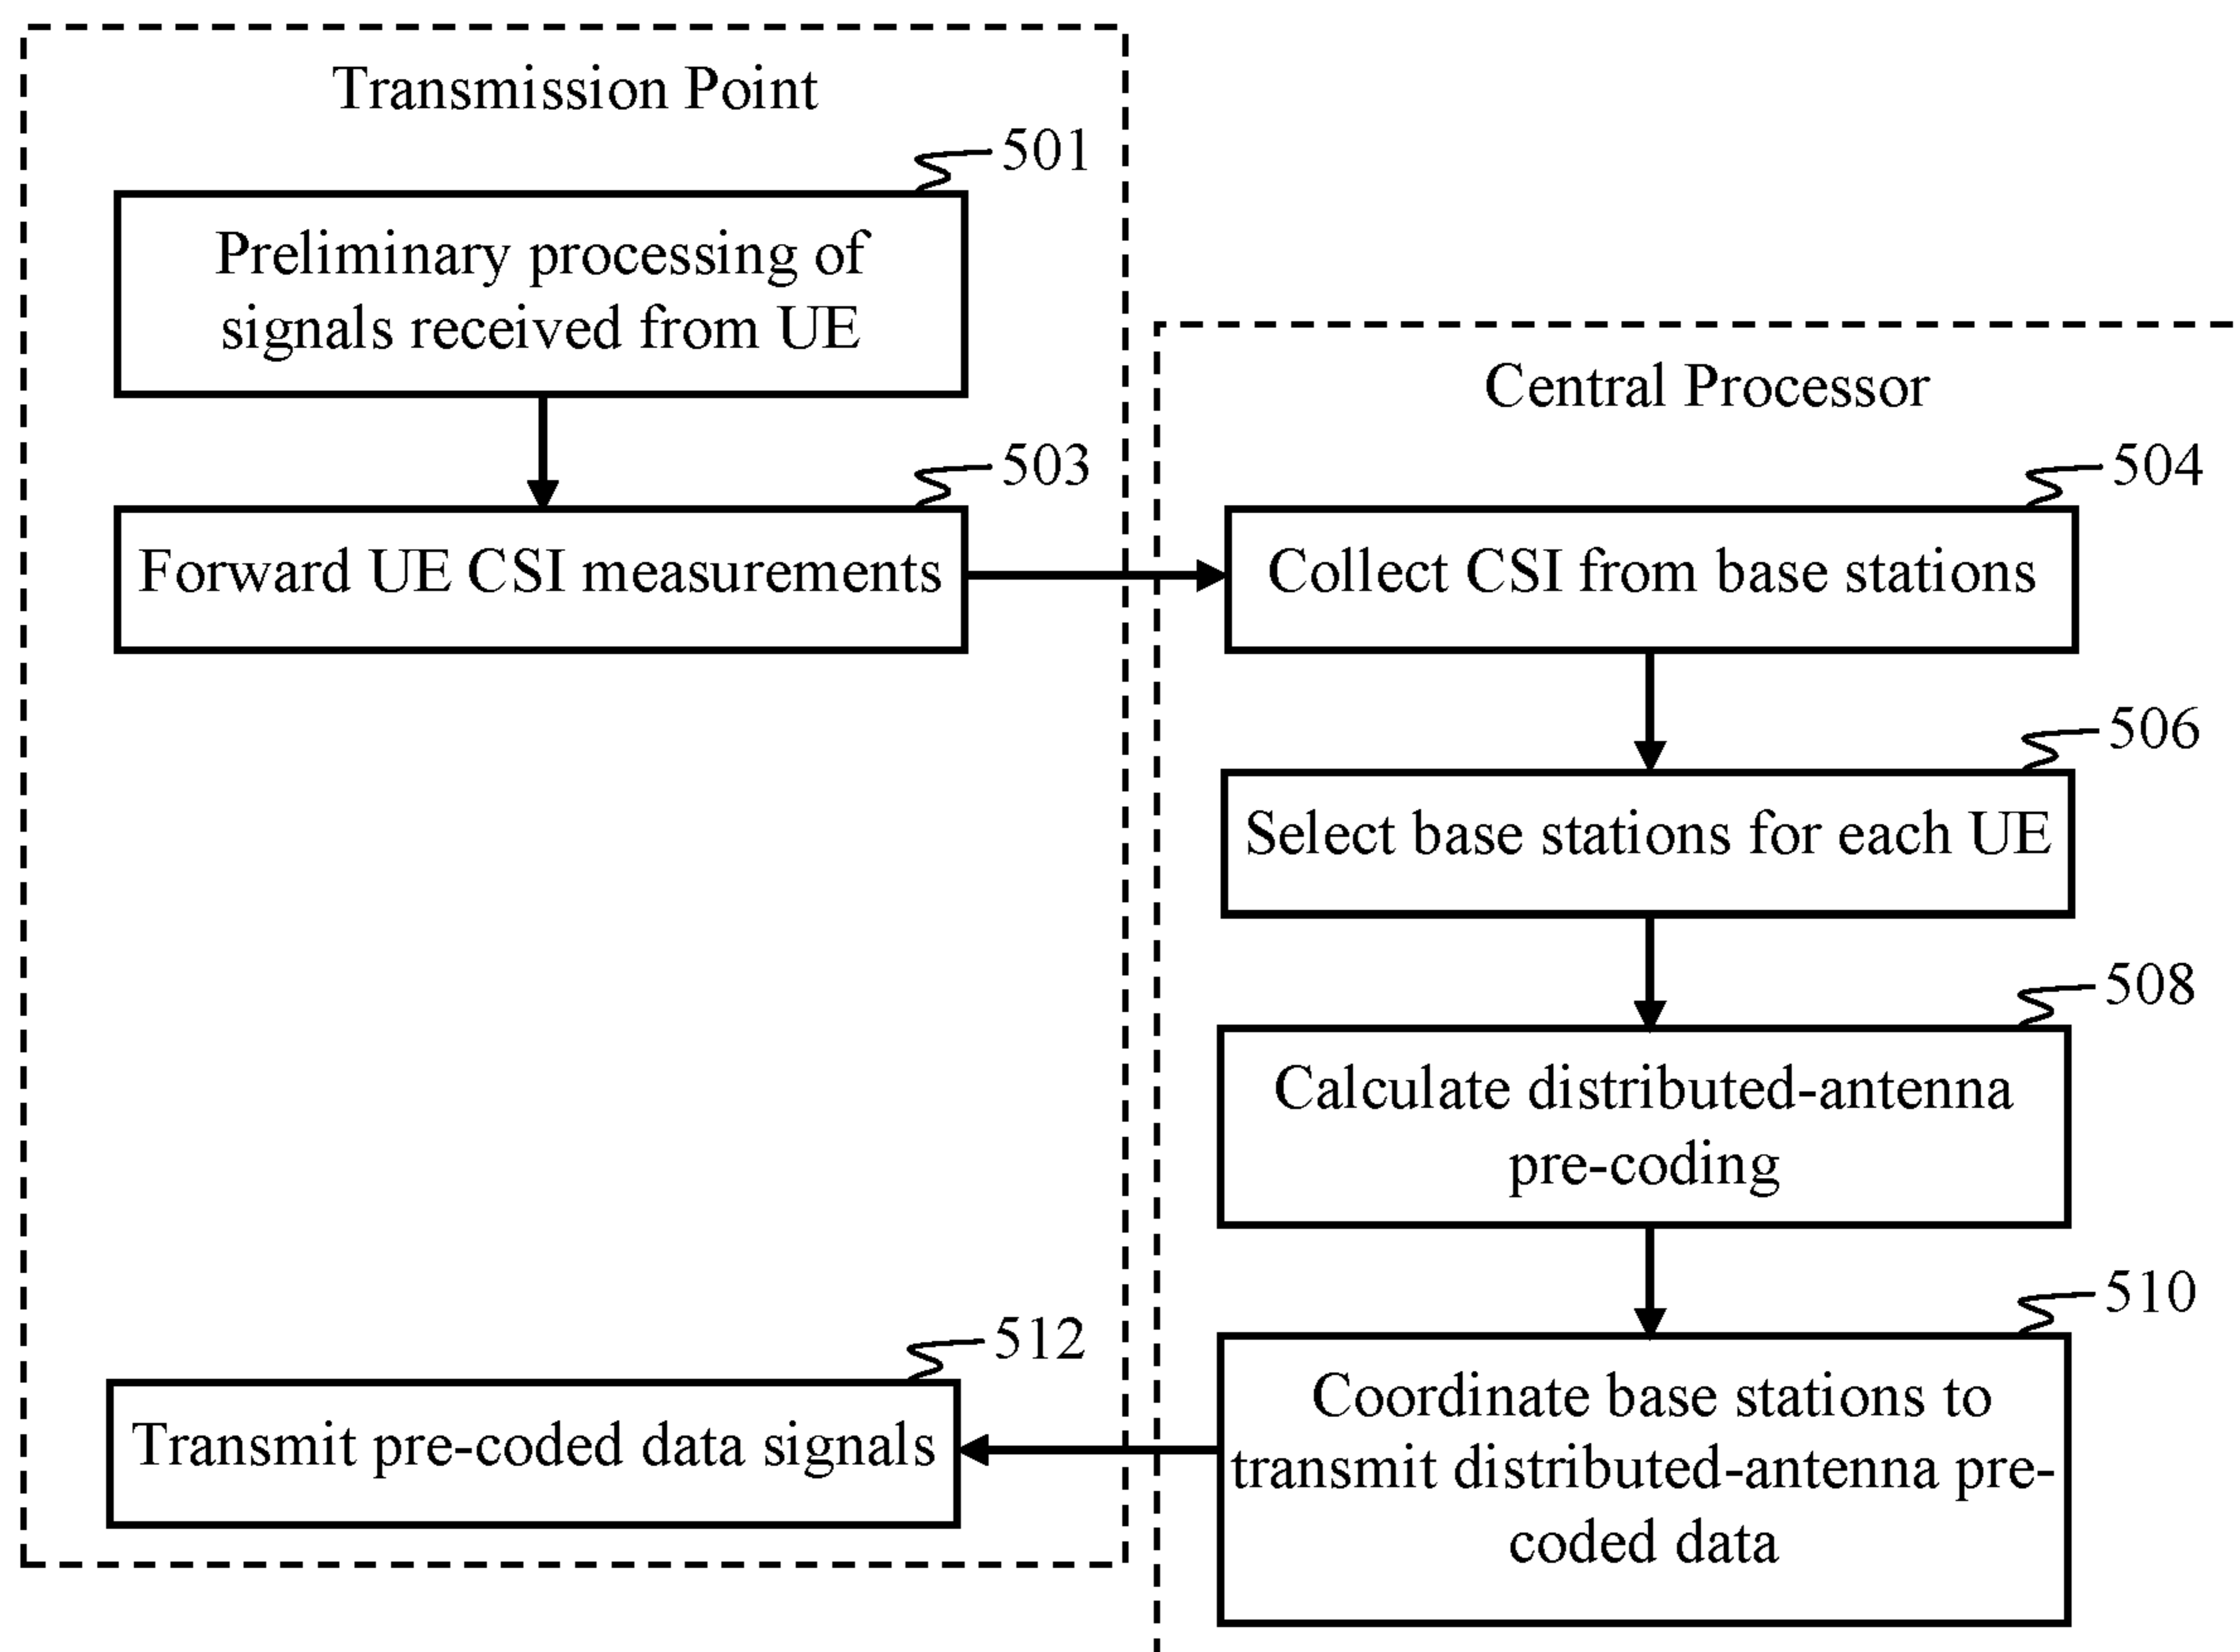 Transmission Point
501
Preliminary processing of
signals received from UE
503
Forward UE CSI measurements
Central Processor
504
Collect CSI from base stations
506
Select base stations for each UE
508
Calculate distributed-antenna
pre-coding
510
Coordinate base stations to
transmit distributed-antenna pre-
coded data
512
Transmit pre-coded data signals